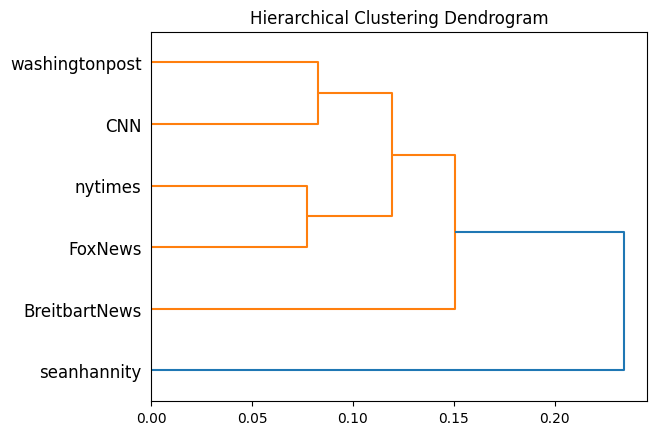 Hierarchical Clustering Dendrogram
washingtonpost
CNN
nytimes
FoxNews
BreitbartNews
seanhannity
0.00 0.05 0.10 0.15 0.20